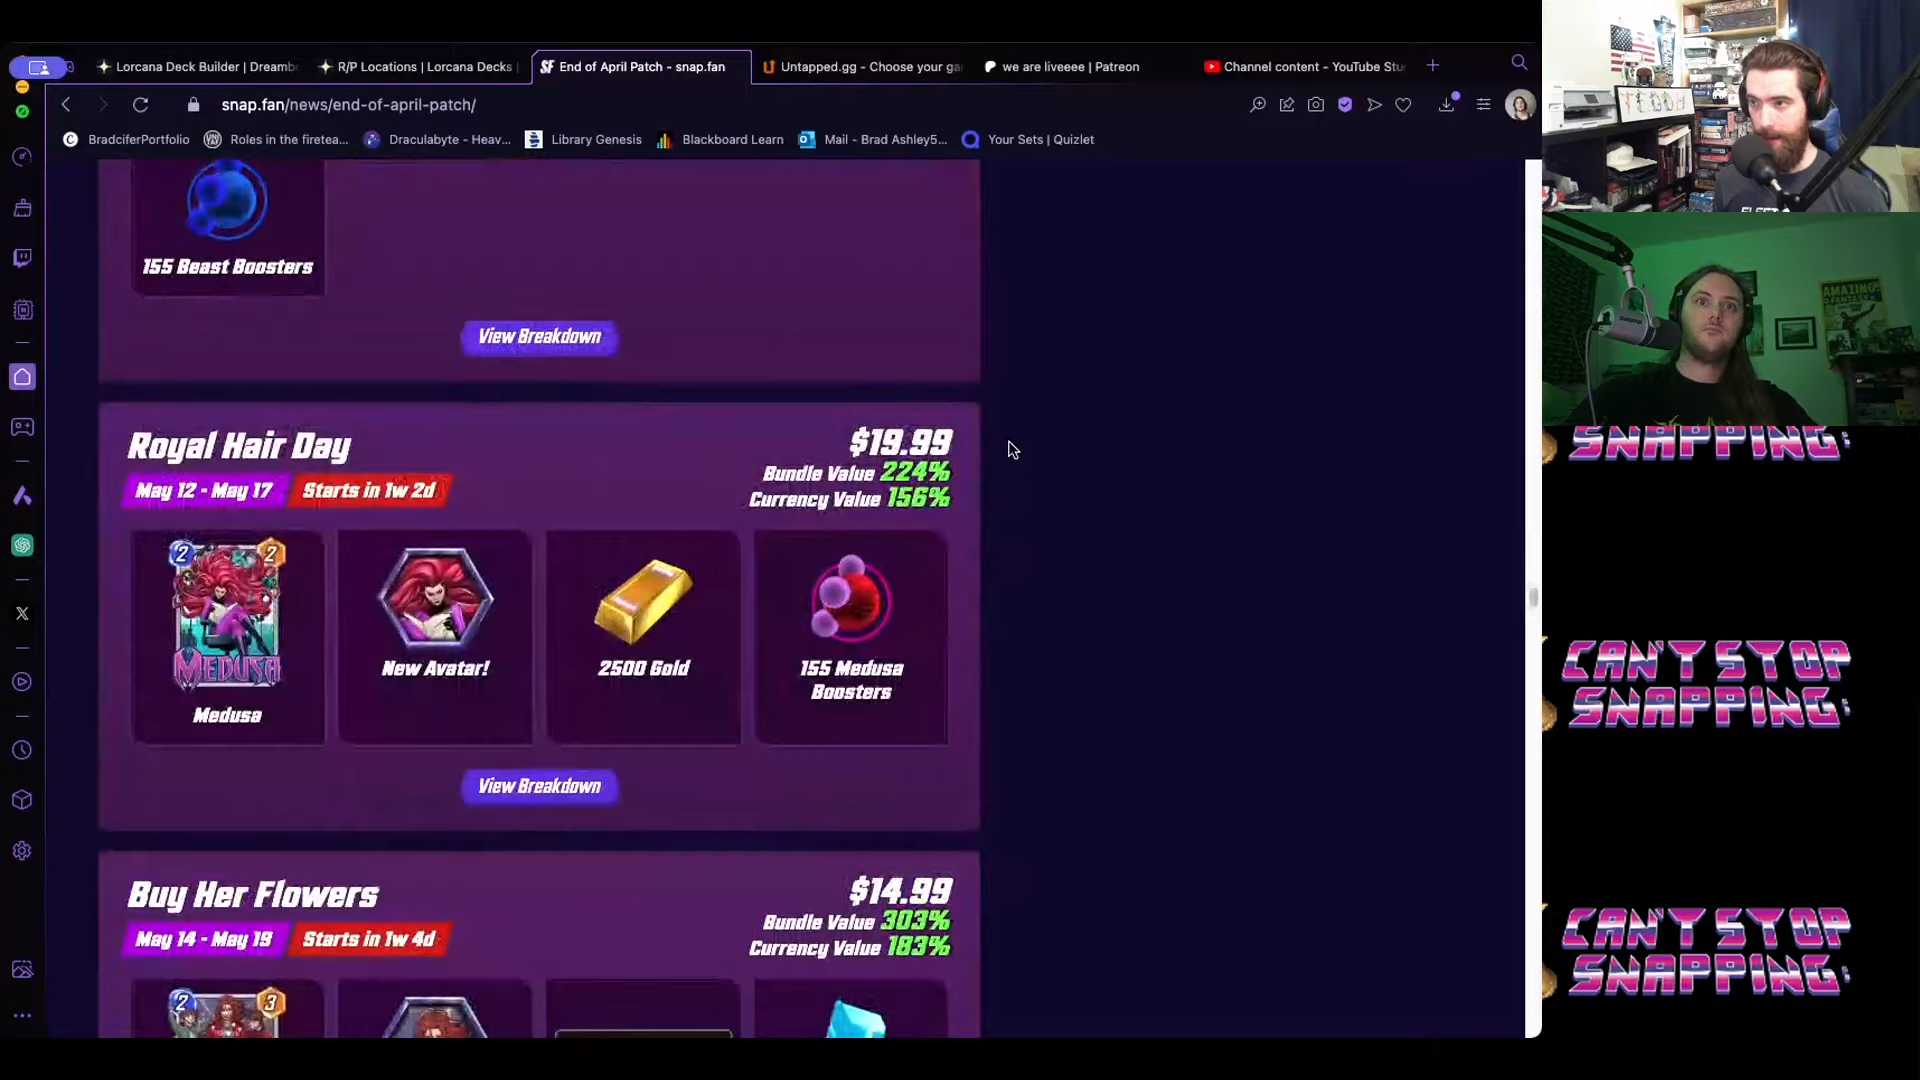 Lorcana Deck Builder | Dreamb
R/P Locations | Lorcana Decks |
SF End of April Patch - snap.fan
Untapped.gg - Choose your ga
we are liveeee | Patreon
Channel content - YouTube Stu
snap.fan/news/end-of-april-patch/
BradciferPortfolio
Roles in the firetea...
Draculabyte - Heav...
Library Genesis
Blackboard Learn
Mail - Brad Ashley5...
Your Sets | Quizlet
155 Beast Boosters
View Breakdown
Royal Hair Day
$19.99
Bundle Value 224%
Currency Value 156%
May 12 - May 17
Starts in 1w 2d
2
2
MEDUSA
Medusa
New Avatar!
2500 Gold
155 Medusa
Boosters
View Breakdown
Buy Her Flowers
$14.99
Bundle Value 303%
Currency Value 183%
May 14 - May 19
Starts in 1w 4d
2
3
AMAZING
FANTASY
SNAPPING:
CAN'T STOP
SNAPPING:
CAN'T STOP
SNAPPING: